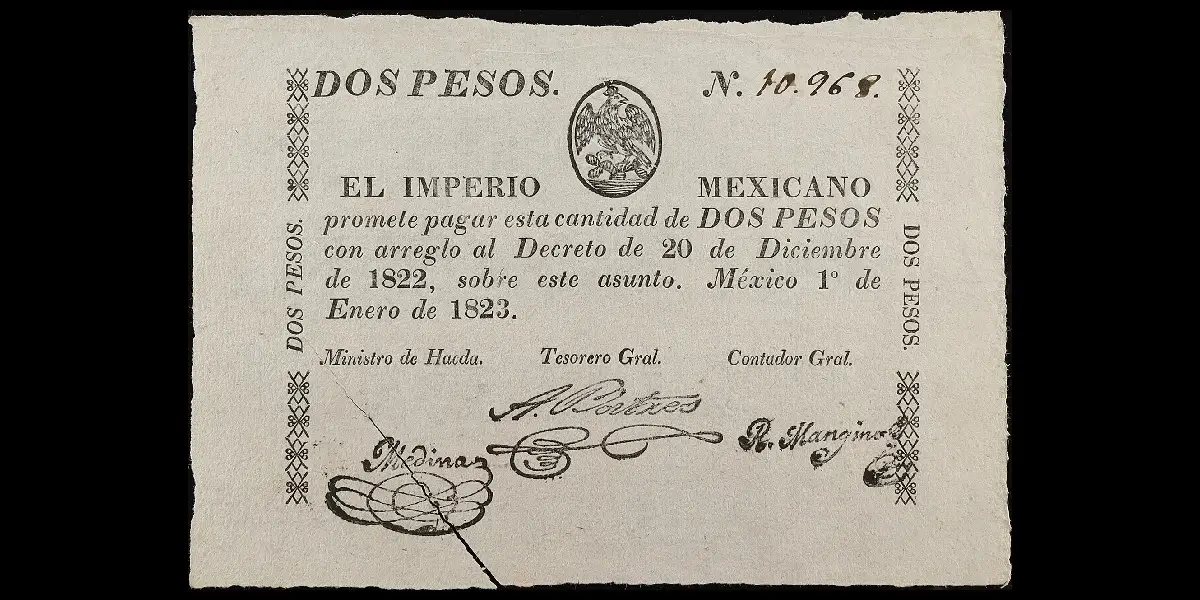 DOS PESOS. N. 10.968.
EL IMPERIO MEXICANO
promete pagar esta cantidad de DOS PESOS
con arreglo al Decreto de 20 de Diciembre
de 1822, sobre este asunto. México 1º de
Enero de 1823.
Ministro de Hacda. Tesorero Gral. Contador Gral.
A. Batres
Medina
R. Mangino
DOS PESOS.
DOS PESOS.